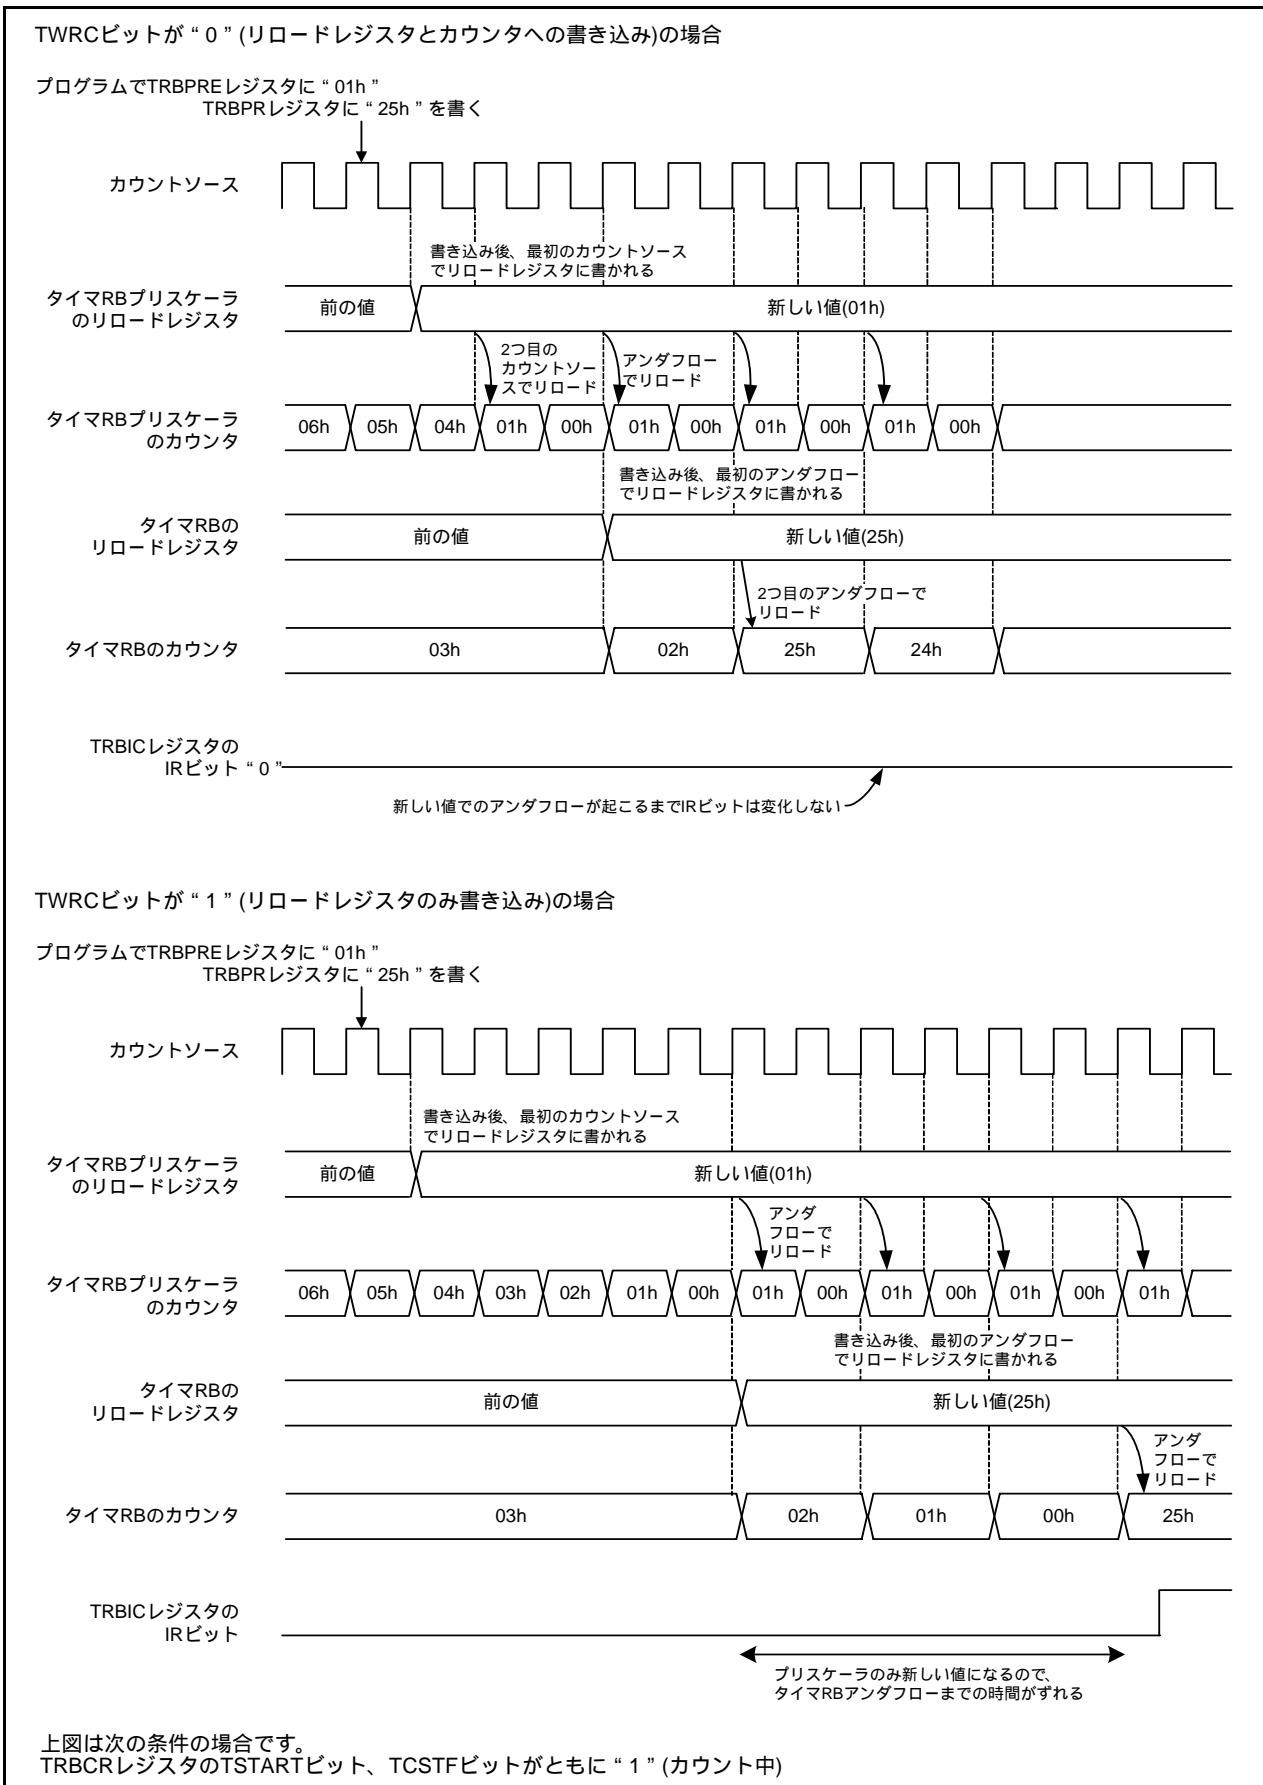 TWRCビットが“0”(リロードレジスタとカウンタへの書き込み)の場合
プログラムでTRBPREレジスタに“01h”
TRBPRレジスタに“25h”を書く
カウントソース
書き込み後、最初のカウントソース
でリロードレジスタに書かれる
タイマRBプリスケーラ
のリロードレジスタ
前の値
新しい値(01h)
2つ目の
カウントソー
スでリロード
アンダフロー
でリロード
タイマRBプリスケーラ
のカウンタ
06h 05h 04h 01h 00h 01h 00h 01h 00h 01h 00h
書き込み後、最初のアンダフロー
でリロードレジスタに書かれる
タイマRBの
リロードレジスタ
前の値
新しい値(25h)
2つ目のアンダフローで
リロード
タイマRBのカウンタ
03h 02h 25h 24h
TRBICレジスタの
IRビット“0”
新しい値でのアンダフローが起こるまでIRビットは変化しない
TWRCビットが“1”(リロードレジスタのみ書き込み)の場合
プログラムでTRBPREレジスタに“01h”
TRBPRレジスタに“25h”を書く
カウントソース
書き込み後、最初のカウントソース
でリロードレジスタに書かれる
タイマRBプリスケーラ
のリロードレジスタ
前の値
新しい値(01h)
アンダ
フローで
リロード
タイマRBプリスケーラ
のカウンタ
06h 05h 04h 03h 02h 01h 00h 01h 00h 01h 00h 01h 00h 01h
書き込み後、最初のアンダフロー
でリロードレジスタに書かれる
タイマRBの
リロードレジスタ
前の値
新しい値(25h)
アンダ
フローで
リロード
タイマRBのカウンタ
03h 02h 01h 00h 25h
TRBICレジスタの
IRビット
プリスケーラのみ新しい値になるので、
タイマRBアンダフローまでの時間がずれる
上図は次の条件の場合です。
TRBCRレジスタのTSTARTビット、TCSTFビットがともに“1”(カウント中)